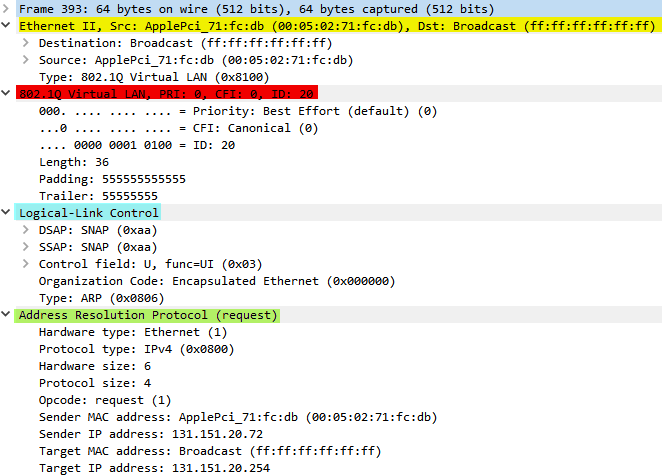 Frame 393: 64 bytes on wire (512 bits), 64 bytes captured (512 bits)
Ethernet II, Src: ApplePci_71:fc:db (00:05:02:71:fc:db), Dst: Broadcast (ff:ff:ff:ff:ff:ff)
Destination: Broadcast (ff:ff:ff:ff:ff:ff)
Source: ApplePci_71:fc:db (00:05:02:71:fc:db)
Type: 802.1Q Virtual LAN (0x8100)
802.1Q Virtual LAN, PRI: 0, CFI: 0, ID: 20
000. .... .... .... = Priority: Best Effort (default) (0)
...0 .... .... .... = CFI: Canonical (0)
.... 0000 0001 0100 = ID: 20
Length: 36
Padding: 555555555555
Trailer: 55555555
Logical-Link Control
DSAP: SNAP (0xaa)
SSAP: SNAP (0xaa)
Control field: U, func=UI (0x03)
Organization Code: Encapsulated Ethernet (0x000000)
Type: ARP (0x0806)
Address Resolution Protocol (request)
Hardware type: Ethernet (1)
Protocol type: IPv4 (0x0800)
Hardware size: 6
Protocol size: 4
Opcode: request (1)
Sender MAC address: ApplePci_71:fc:db (00:05:02:71:fc:db)
Sender IP address: 131.151.20.72
Target MAC address: Broadcast (ff:ff:ff:ff:ff:ff)
Target IP address: 131.151.20.254